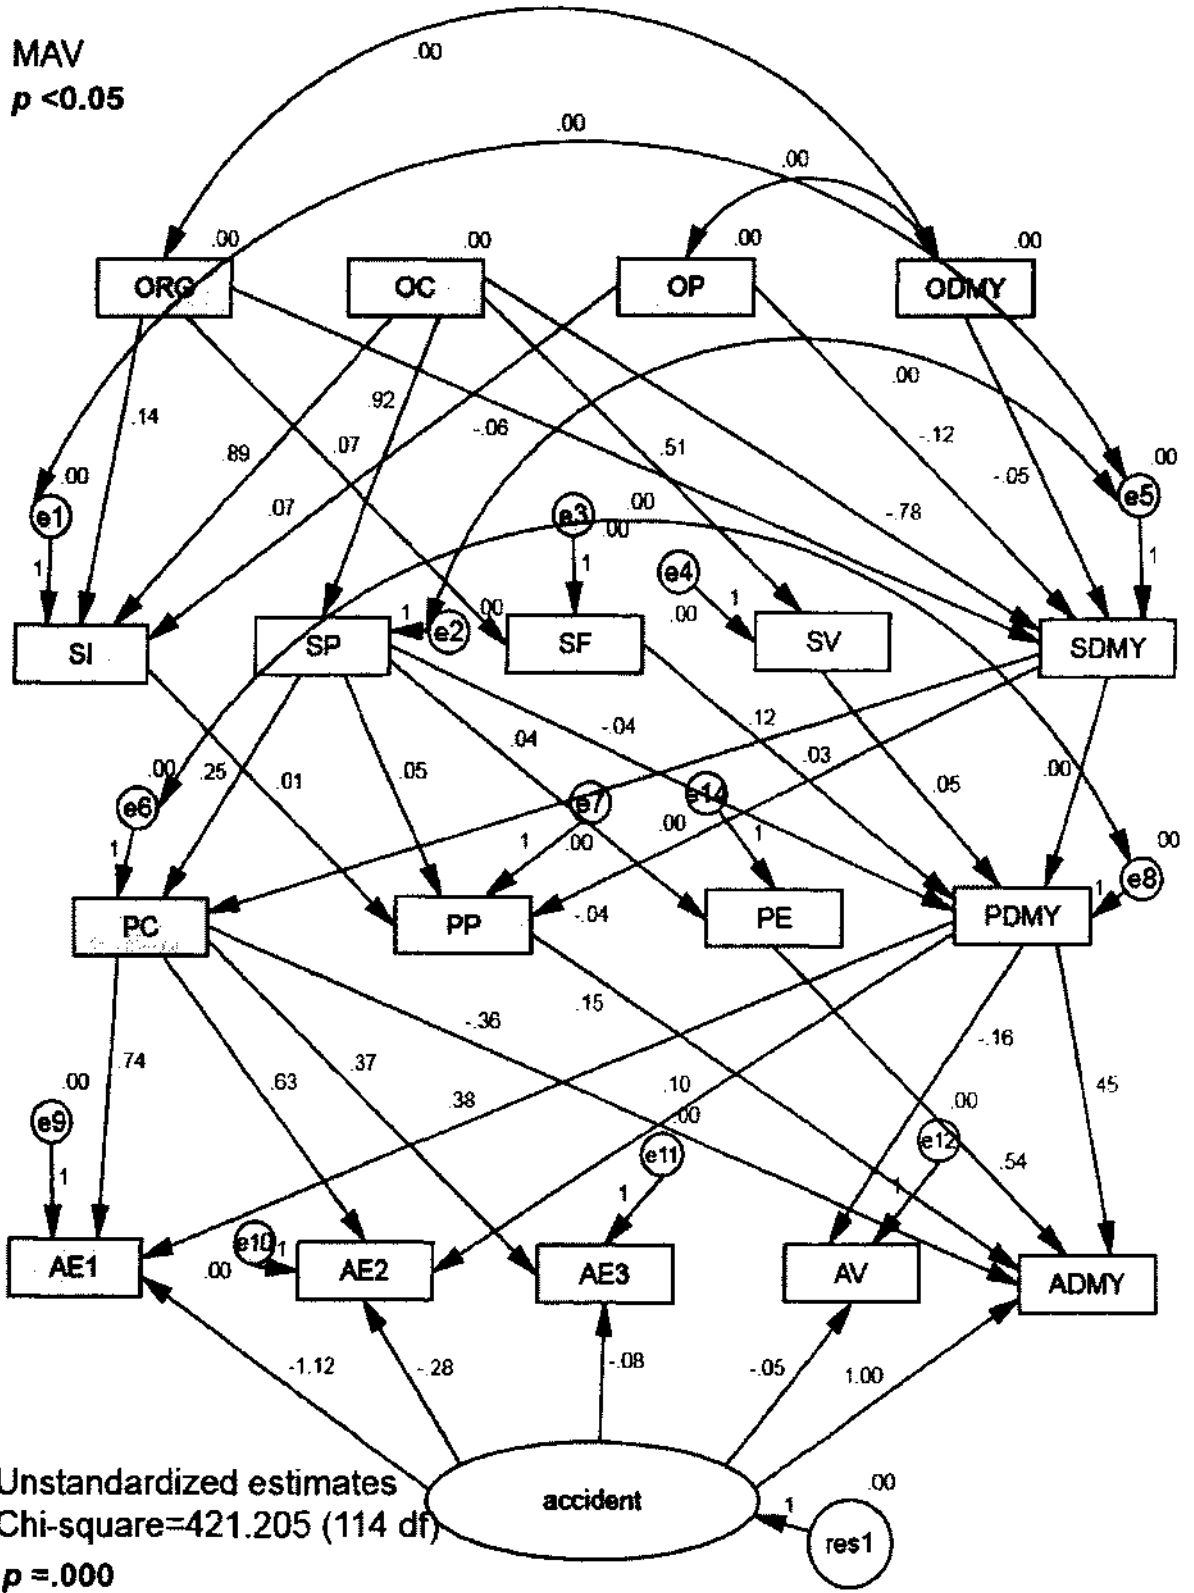 MAV
p <0.05
.00
.00
.00
.00
.00
.00
.00
ORG
OC
OP
ODMY
.00
.14
.89
.92
.07
.07
-.06
.51
-.12
-.05
-.78
.00
.00
e1
e3
.00
.00
e5
1
1
e4
1
1
.00
1
e2
.00
SI
SP
SF
SV
SDMY
.00
.25
.01
.05
.04
-.04
.12
.03
.05
.00
e6
e7
e14
1
1
.00
.00
1
.00
e8
1
PC
PP
-.04
PE
PDMY
.74
.63
.37
-.36
.15
.38
.10
-.16
.45
.00
e9
.00
e11
.00
e12
1
1
1
.54
e10
1
.00
AE1
AE2
AE3
AV
ADMY
-1.12
-.28
-.08
-.05
1.00
accident
1
.00
res1
Unstandardized estimates
Chi-square=421.205 (114 df)
p =.000